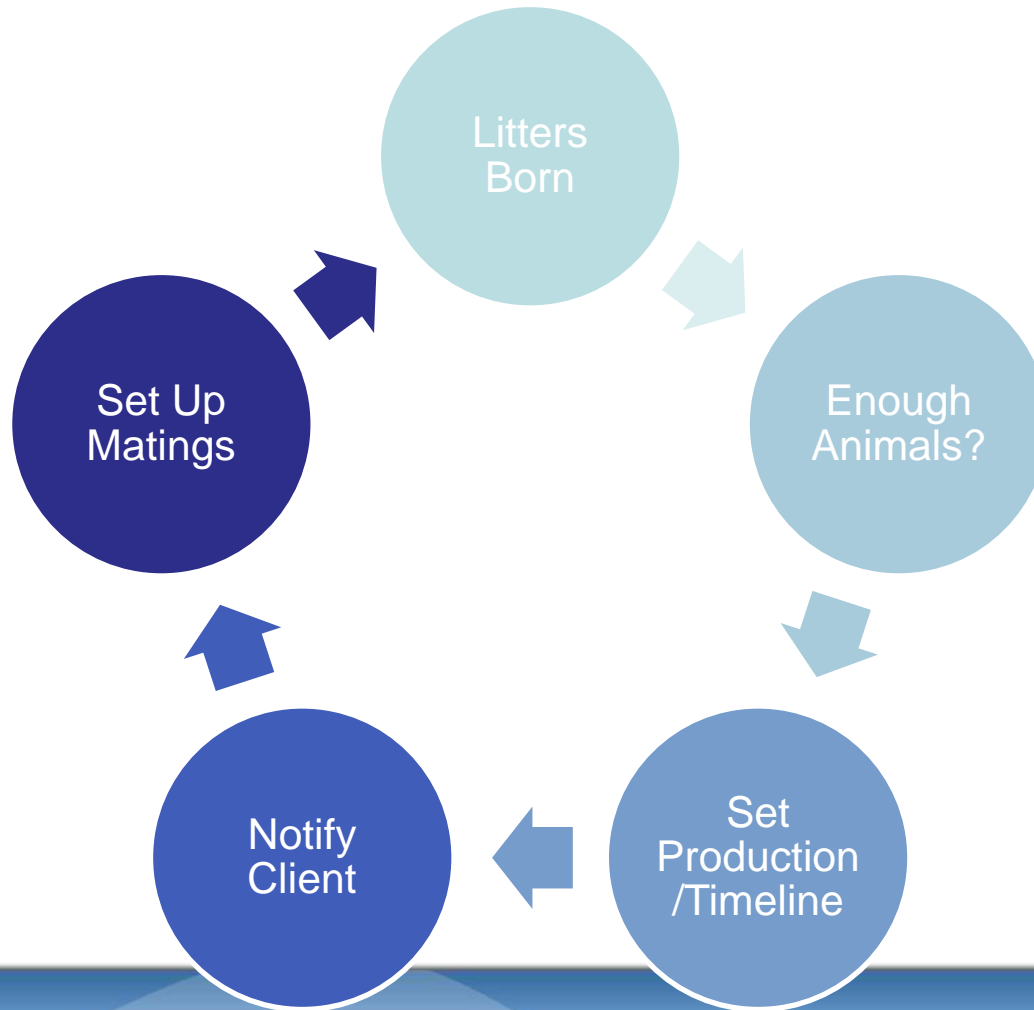 Litters
Born
Enough
Animals?
Set
Production
/Timeline
Notify
Client
Set Up
Matings